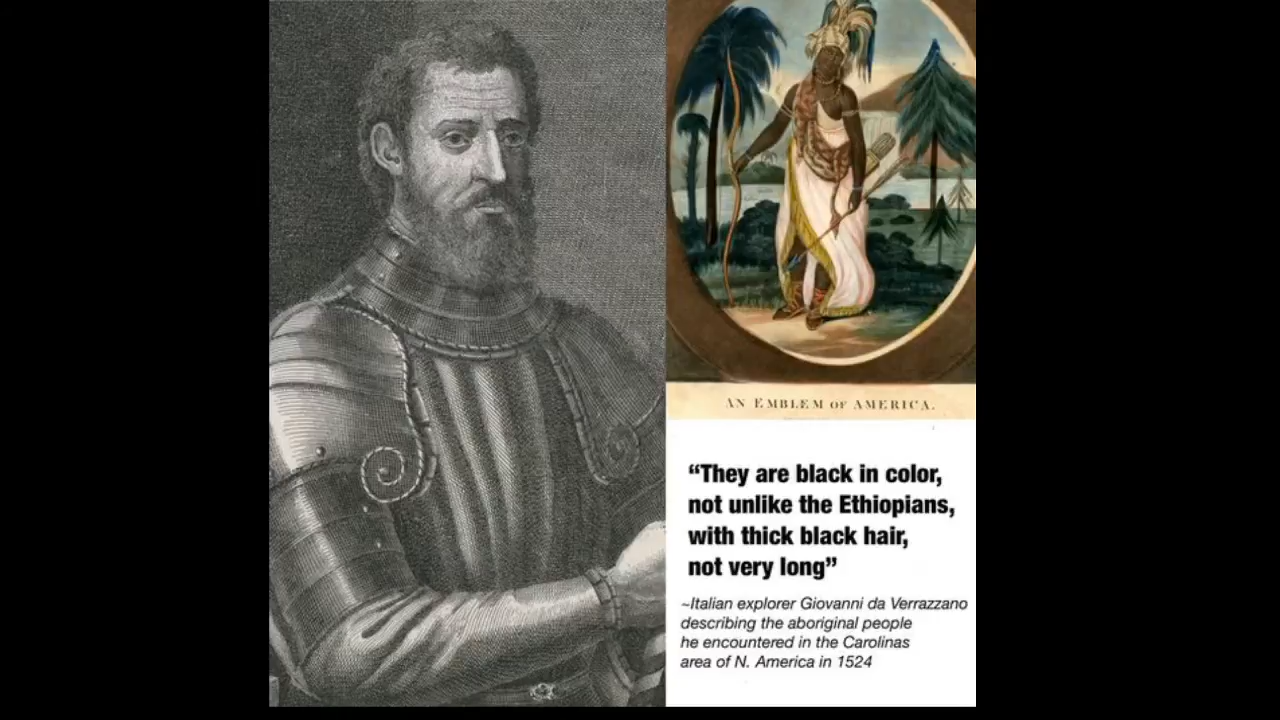 AN EMBLEM OF AMERICA.
“They are black in color,
not unlike the Ethiopians,
with thick black hair,
not very long”
~Italian explorer Giovanni da Verrazzano
describing the aboriginal people
he encountered in the Carolinas
area of N. America in 1524